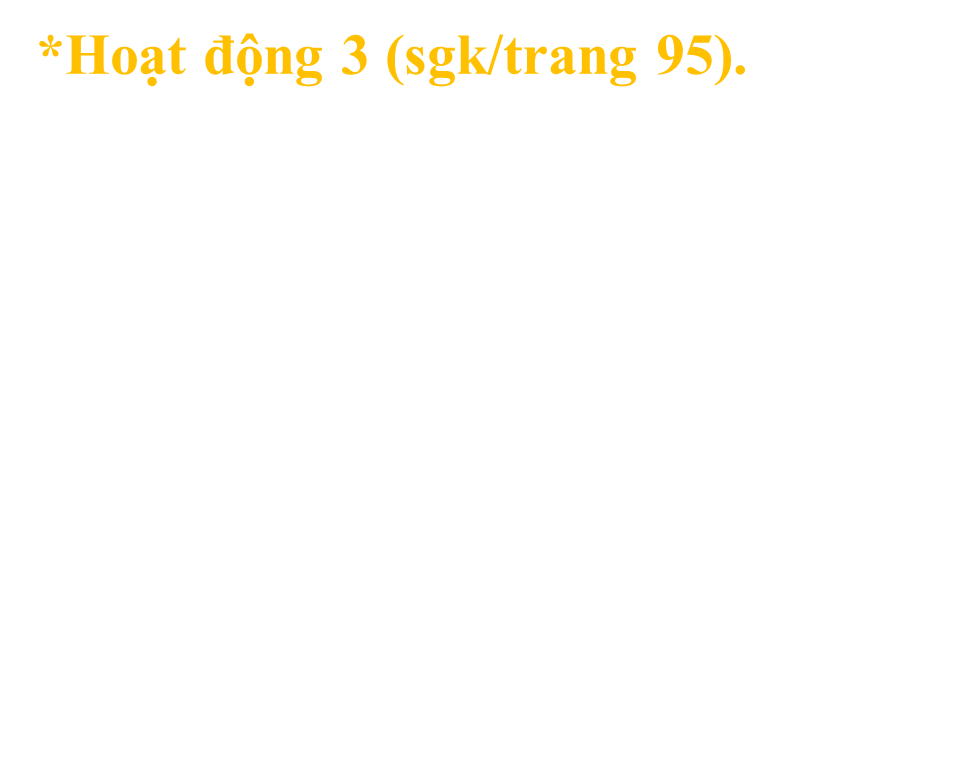 *Hoạt động 3 (sgk/trang 95).